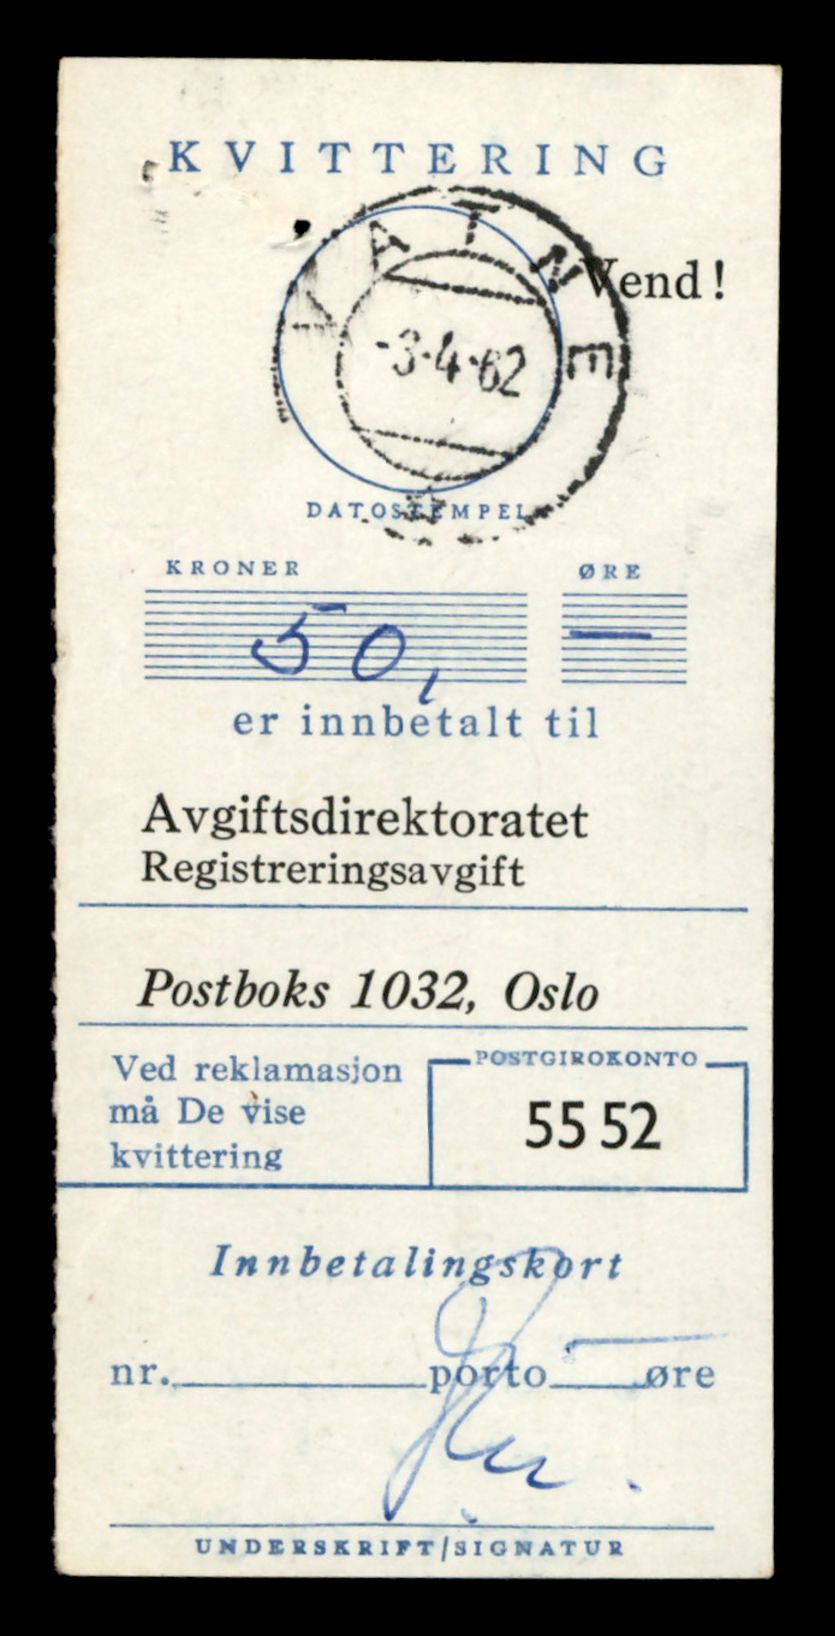 KVITTERING
Vend!
VATNE
-3.-4.-62
DATOSTEMPEL
KRONER ØRE
50, —
er innbetalt til
Avgiftsdirektoratet
Registreringsavgift
Postboks 1032, Oslo
Ved reklamasjon
må De vise
kvittering
POSTGIROKONTO
55 52
Innbetalingskort
nr. porto øre
UNDERSKRIFT/SIGNATUR